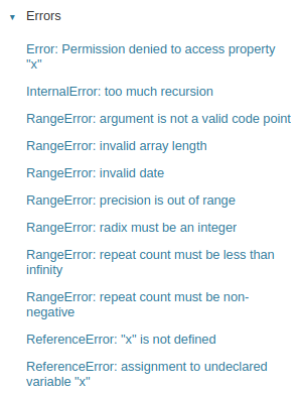 Errors
Error: Permission denied to access property
"x"
InternalError: too much recursion
RangeError: argument is not a valid code point
RangeError: invalid array length
RangeError: invalid date
RangeError: precision is out of range
RangeError: radix must be an integer
RangeError: repeat count must be less than
infinity
RangeError: repeat count must be non-
negative
ReferenceError: "x" is not defined
ReferenceError: assignment to undeclared
variable "x"